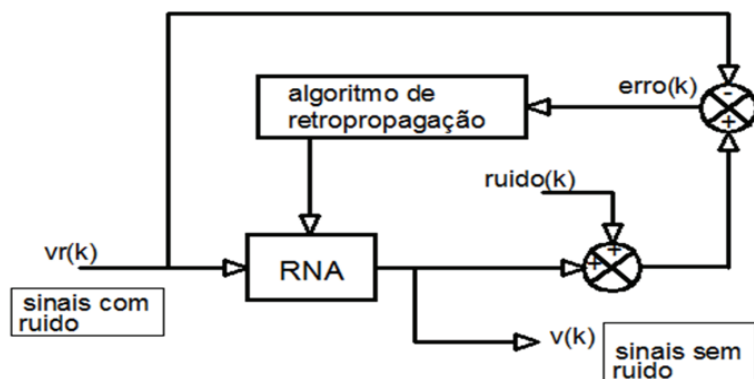 algoritmo de
retropropagação
erro(k)
-
+
ruido(k)
+
+
vr(k)
RNA
sinais com
ruido
v(k)
sinais sem
ruido